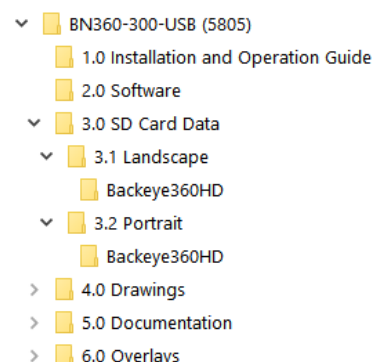 BN360-300-USB (5805)
1.0 Installation and Operation Guide
2.0 Software
3.0 SD Card Data
3.1 Landscape
Backeye360HD
3.2 Portrait
Backeye360HD
4.0 Drawings
5.0 Documentation
6.0 Overlays